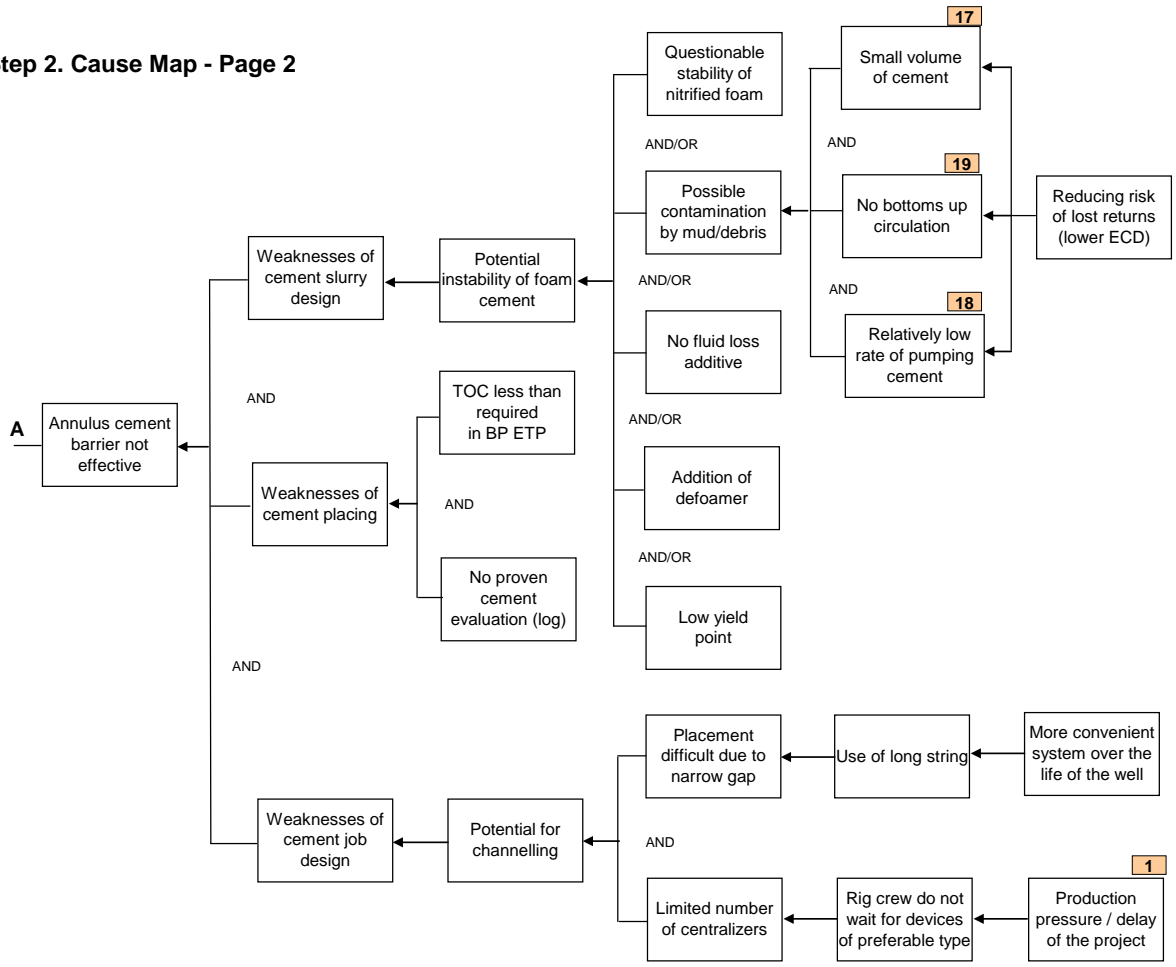 Step 2. Cause Map - Page 2
17
Small volume
of cement
Questionable
stability of
nitrified foam
AND/OR
AND
19
Possible
contamination
by mud/debris
No bottoms up
circulation
Reducing risk
of lost returns
(lower ECD)
Weaknesses of
cement slurry
design
Potential
instability of foam
cement
AND/OR
AND
18
No fluid loss
additive
Relatively low
rate of pumping
cement
AND
TOC less than
required
in BP ETP
AND/OR
A
Annulus cement
barrier not
effective
Weaknesses of
cement placing
AND
Addition of
defoamer
AND/OR
No proven
cement
evaluation (log)
Low yield
point
AND
Placement
difficult due to
narrow gap
Use of long string
More convenient
system over the
life of the well
Weaknesses of
cement job
design
Potential for
channelling
AND
1
Limited number
of centralizers
Rig crew do not
wait for devices
of preferable type
Production
pressure / delay
of the project